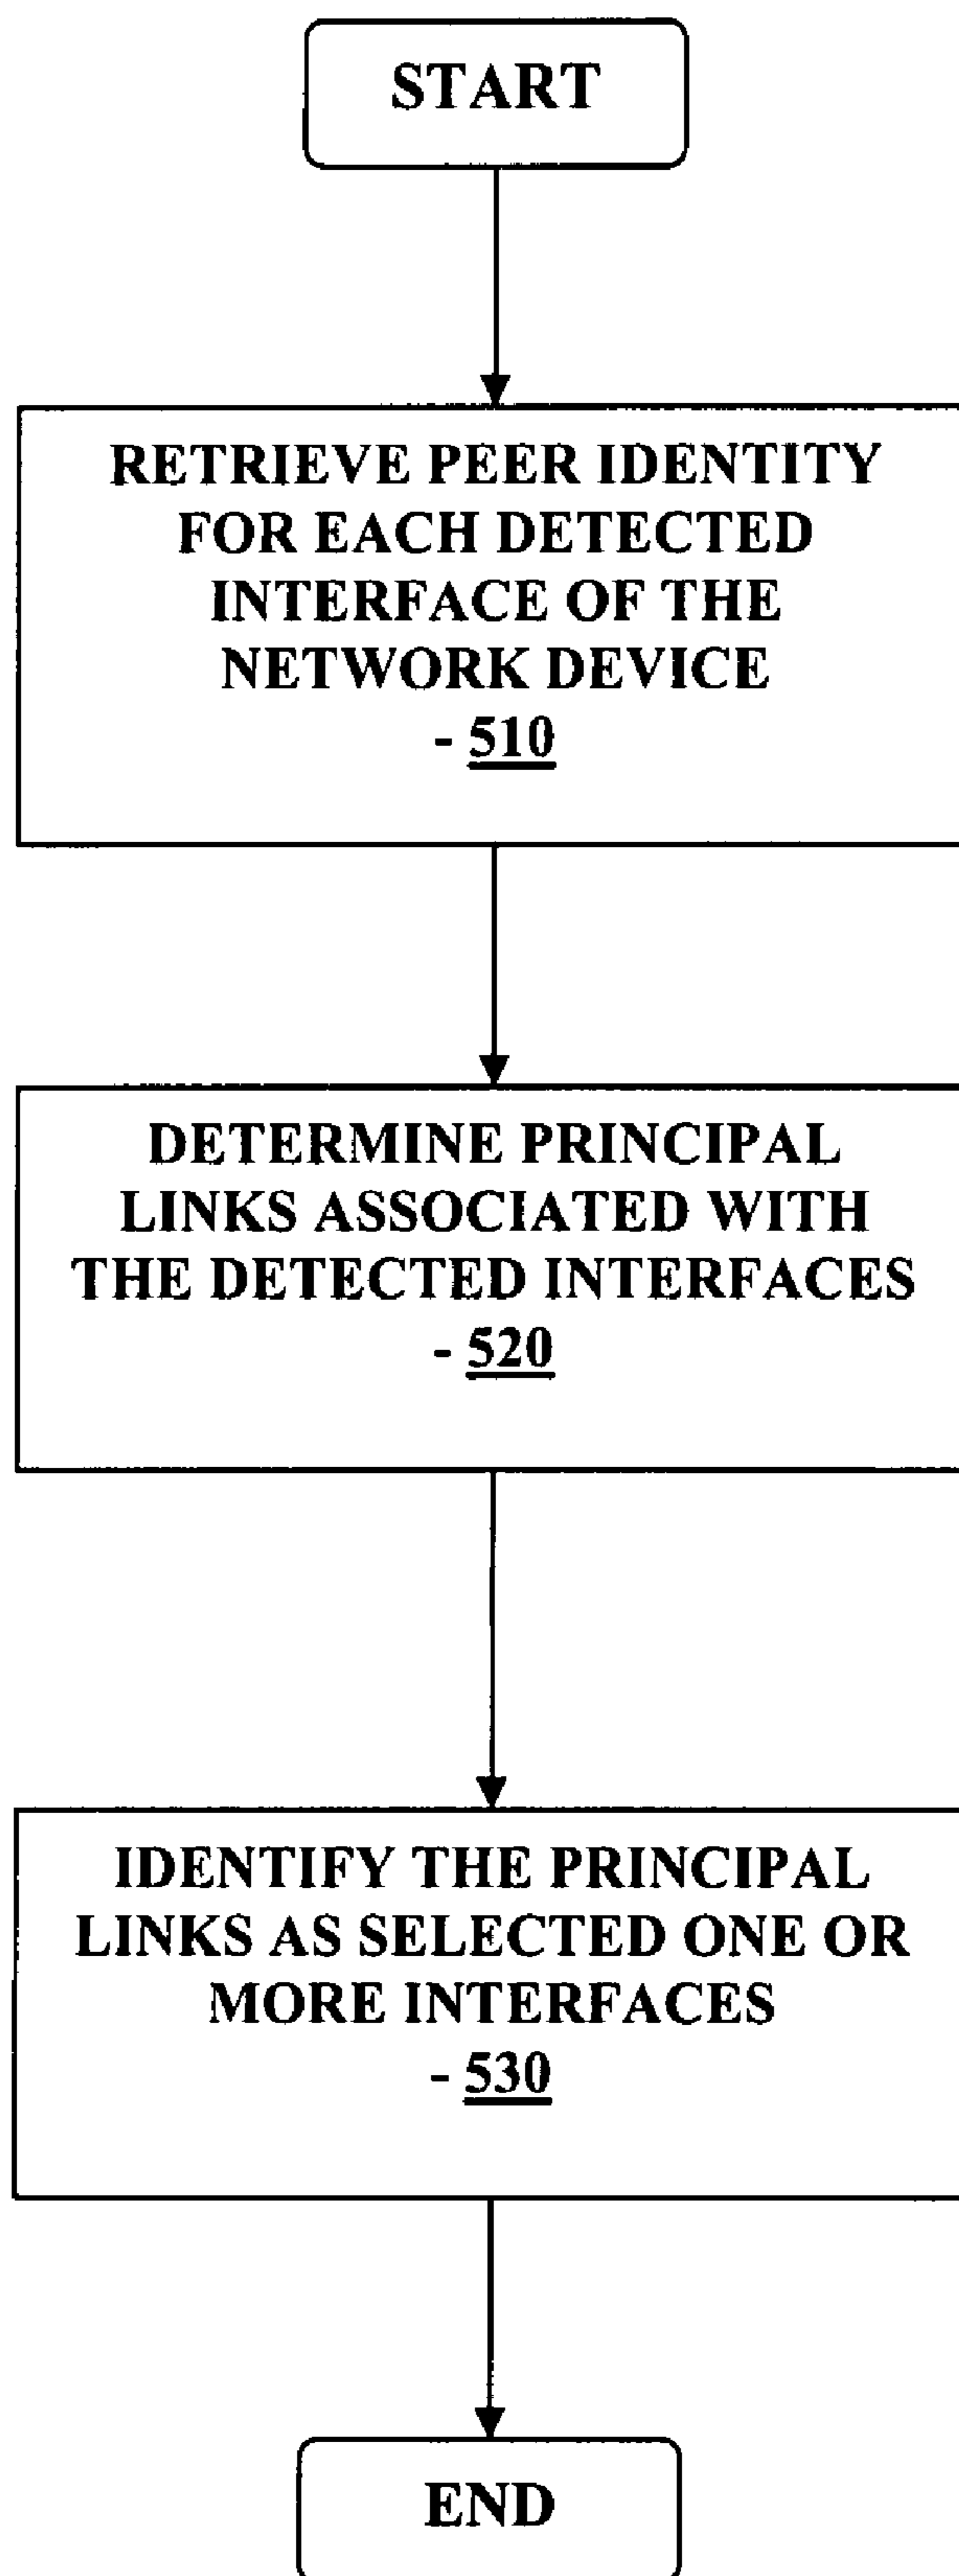 START
RETRIEVE PEER IDENTITY
FOR EACH DETECTED
INTERFACE OF THE
NETWORK DEVICE
- 510
DETERMINE PRINCIPAL
LINKS ASSOCIATED WITH
THE DETECTED INTERFACES
- 520
IDENTIFY THE PRINCIPAL
LINKS AS SELECTED ONE OR
MORE INTERFACES
- 530
END